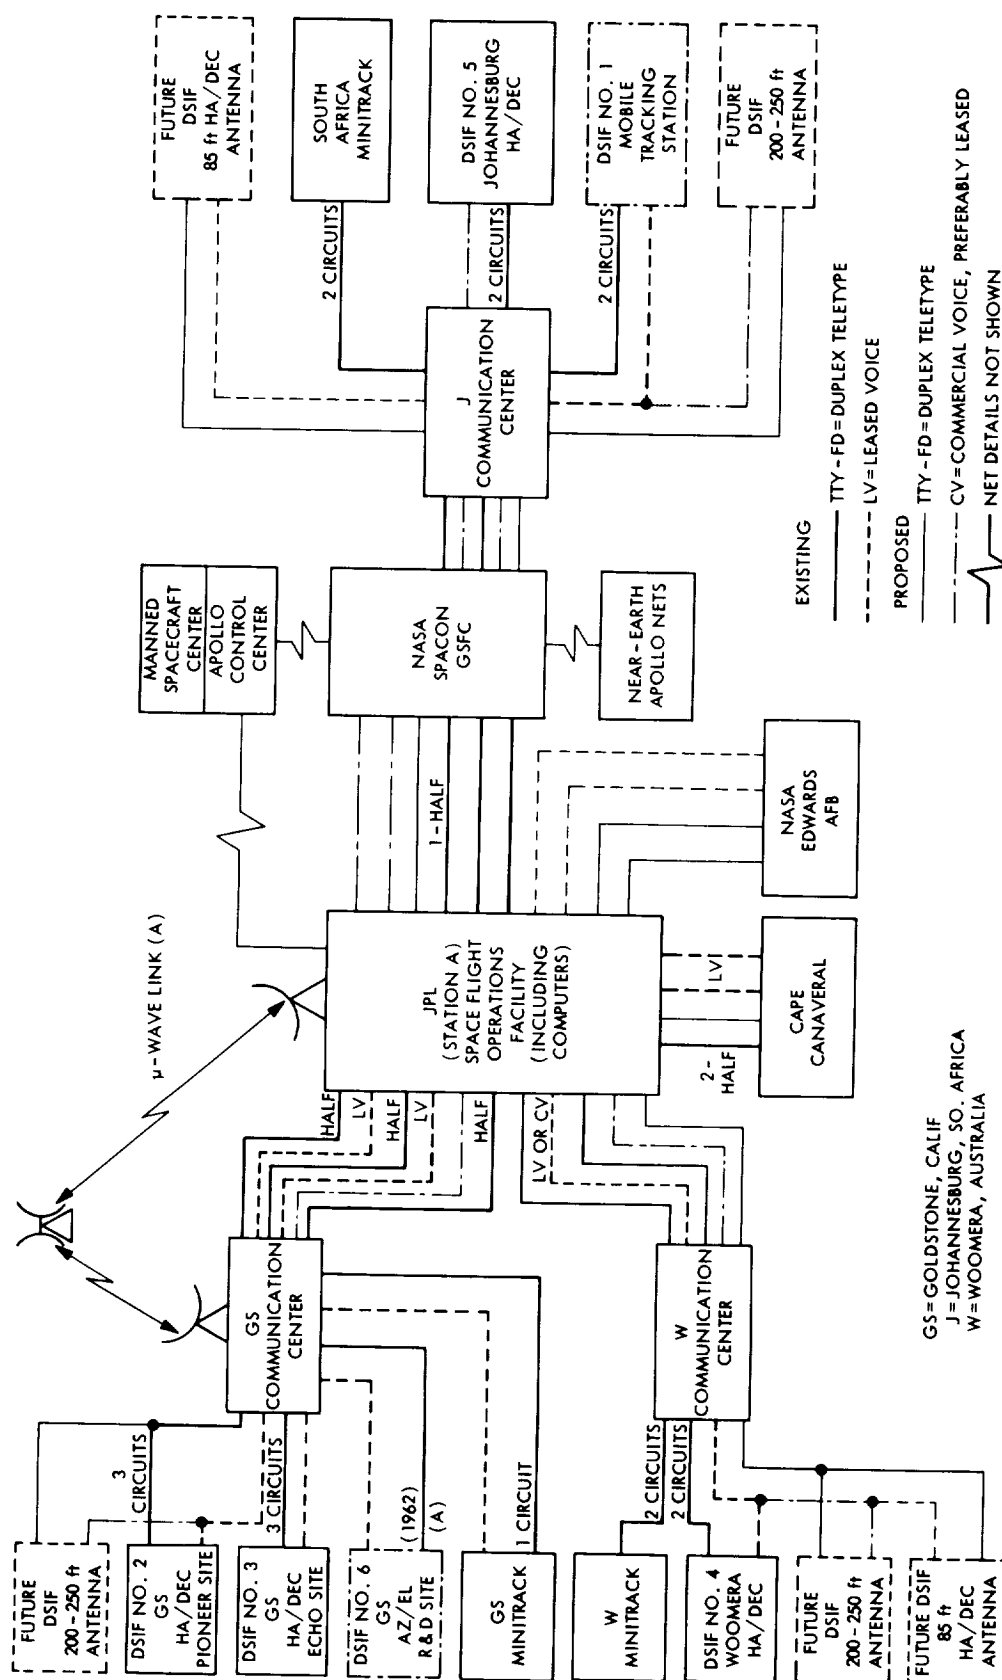 FUTURE
DSIF
200-250 ft
ANTENNA
DSIF NO. 2
GS
HA/DEC
PIONEER SITE
DSIF NO. 3
GS
HA/DEC
ECHO SITE
DSIF NO. 6
GS
AZ/EL
R&D SITE
GS
MINITRACK
W
MINITRACK
DSIF NO. 4
WOOMERA
HA/DEC
FUTURE
DSIF
200-250 ft
ANTENNA
FUTURE DSIF
85 ft
HA/DEC
ANTENNA
3
CIRCUITS
3 CIRCUITS
(1962)
(A)
1 CIRCUIT
2 CIRCUITS
2 CIRCUITS
GS
COMMUNICATION
CENTER
W
COMMUNICATION
CENTER
µ-WAVE LINK (A)
HALF
LV
HALF
LV
HALF
LV OR CV
JPL
(STATION A)
SPACE FLIGHT
OPERATIONS
FACILITY
(INCLUDING
COMPUTERS)
2-
HALF
LV
CAPE
CANAVERAL
NASA
EDWARDS
AFB
1-HALF
MANNED
SPACECRAFT
CENTER
APOLLO
CONTROL
CENTER
NASA
SPACON
GSFC
NEAR-EARTH
APOLLO NETS
J
COMMUNICATION
CENTER
2 CIRCUITS
2 CIRCUITS
2 CIRCUITS
FUTURE
DSIF
85 ft HA/DEC
ANTENNA
SOUTH
AFRICA
MINITRACK
DSIF NO. 5
JOHANNESBURG
HA/DEC
DSIF NO. 1
MOBILE
TRACKING
STATION
FUTURE
DSIF
200-250 ft
ANTENNA
GS=GOLDSTONE, CALIF
J=JOHANNESBURG, SO. AFRICA
W=WOOMERA, AUSTRALIA
EXISTING
TTY-FD=DUPLEX TELETYPE
LV=LEASED VOICE
PROPOSED
TTY-FD=DUPLEX TELETYPE
CV=COMMERCIAL VOICE, PREFERABLY LEASED
NET DETAILS NOT SHOWN